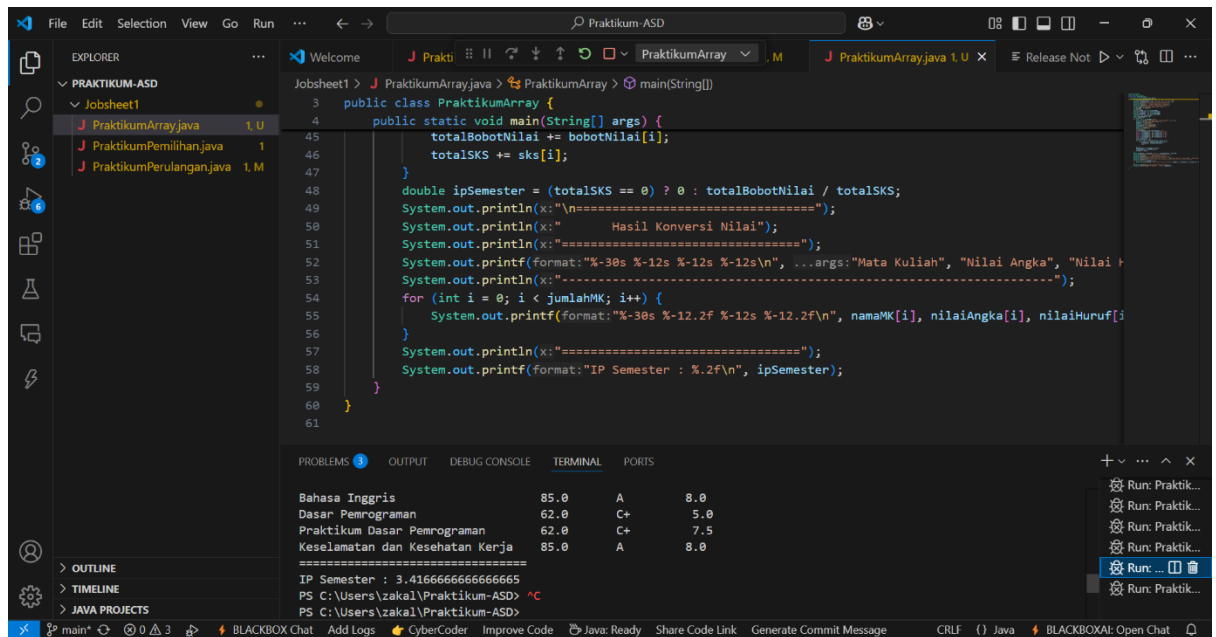 File Edit Selection View Go Run ... Praktikum-ASD
EXPLORER ...
PRAKTIKUM-ASD
Jobsheet1
PraktikumArray.java 1, U
PraktikumPemilihan.java 1
PraktikumPerulangan.java 1, M
OUTLINE
TIMELINE
JAVA PROJECTS
Welcome Prakti PraktikumArray , M PraktikumArray.java 1, U Release Not
Jobsheet1 > PraktikumArray.java > PraktikumArray > main(String[])
3 public class PraktikumArray {
4 public static void main(String[] args) {
45 totalBobotNilai += bobotNilai[i];
46 totalSKS += sks[i];
47 }
48 double ipSemester = (totalSKS == 0) ? 0 : totalBobotNilai / totalSKS;
49 System.out.println(x:"\n=================================");
50 System.out.println(x:" Hasil Konversi Nilai");
51 System.out.println(x:"=================================");
52 System.out.printf(format:"%-30s %-12s %-12s %-12s\n", ...args:"Mata Kuliah", "Nilai Angka", "Nilai H
53 System.out.println(x:"--------------------------------------------------------------------");
54 for (int i = 0; i < jumlahMK; i++) {
55 System.out.printf(format:"%-30s %-12.2f %-12s %-12.2f\n", namaMK[i], nilaiAngka[i], nilaiHuruf[i
56 }
57 System.out.println(x:"=================================");
58 System.out.printf(format:"IP Semester : %.2f\n", ipSemester);
59 }
60 }
61
PROBLEMS 3 OUTPUT DEBUG CONSOLE TERMINAL PORTS
Bahasa Inggris 85.0 A 8.0
Dasar Pemrograman 62.0 C+ 5.0
Praktikum Dasar Pemrograman 62.0 C+ 7.5
Keselamatan dan Kesehatan Kerja 85.0 A 8.0
=================================
IP Semester : 3.4166666666666665
PS C:\Users\zakal\Praktikum-ASD> ^C
PS C:\Users\zakal\Praktikum-ASD>
Run: Praktik...
Run: Praktik...
Run: Praktik...
Run: Praktik...
Run: ...
Run: Praktik...
2
6
main* 0 3 BLACKBOX Chat Add Logs CyberCoder Improve Code Java: Ready Share Code Link Generate Commit Message CRLF {} Java BLACKBOXAI: Open Chat